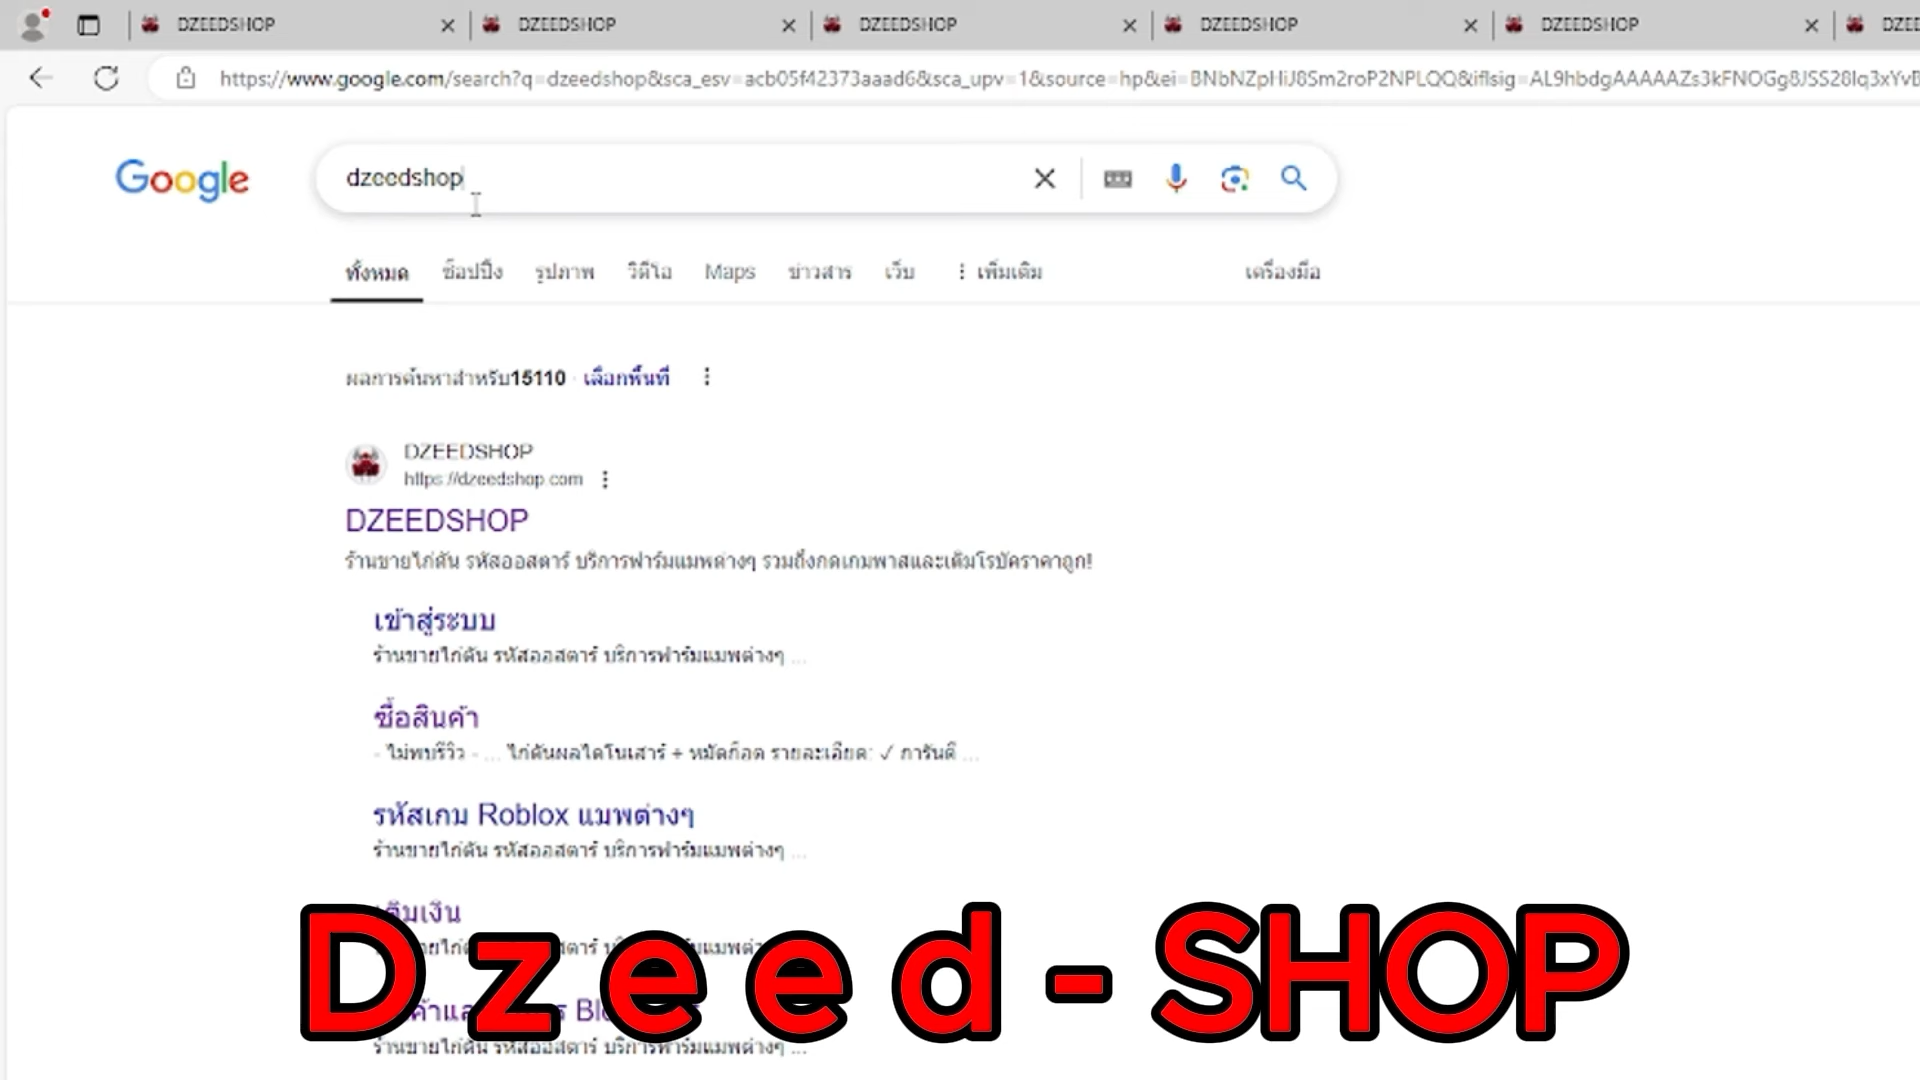 DZEEDSHOP DZEEDSHOP DZEEDSHOP DZEEDSHOP DZEEDSHOP
https://www.google.com/search?q=dzeedshop&sca_esv=acb05f42373aaad6&sca_upv=1&source=hp&ei=
Google dzeedshop
ทั้งหมด ช็อปปิ้ง รูปภาพ วิดีโอ Maps ข่าวสาร เว็บ เพิ่มเติม เครื่องมือ
ผลการค้นหาสำหรับ15110 · เลือกพื้นที่
DZEEDSHOP
https://dzeedshop.com
DZEEDSHOP
ร้านขายไก่ตัน รหัสออสตาร์ บริการฟาร์มแมพต่างๆ รวมถึงกดเกมพาสและเติมโรบัคราคาถูก!
เข้าสู่ระบบ
ร้านขายไก่ตัน รหัสออสตาร์ บริการฟาร์มแมพต่างๆ ...
ซื้อสินค้า
- ไม่พบรีวิว - ... ไก่ตันผลไดโนเสาร์ + หมัดก็อด รายละเอียด: ✓ การันตี ...
รหัสเกม Roblox แมพต่างๆ
ร้านขายไก่ตัน รหัสออสตาร์ บริการฟาร์มแมพต่างๆ ...
เติมเงิน
Dzeed-SHOP
ร้านขายไก่ตัน รหัสออสตาร์ บริการฟาร์มแมพต่างๆ ...